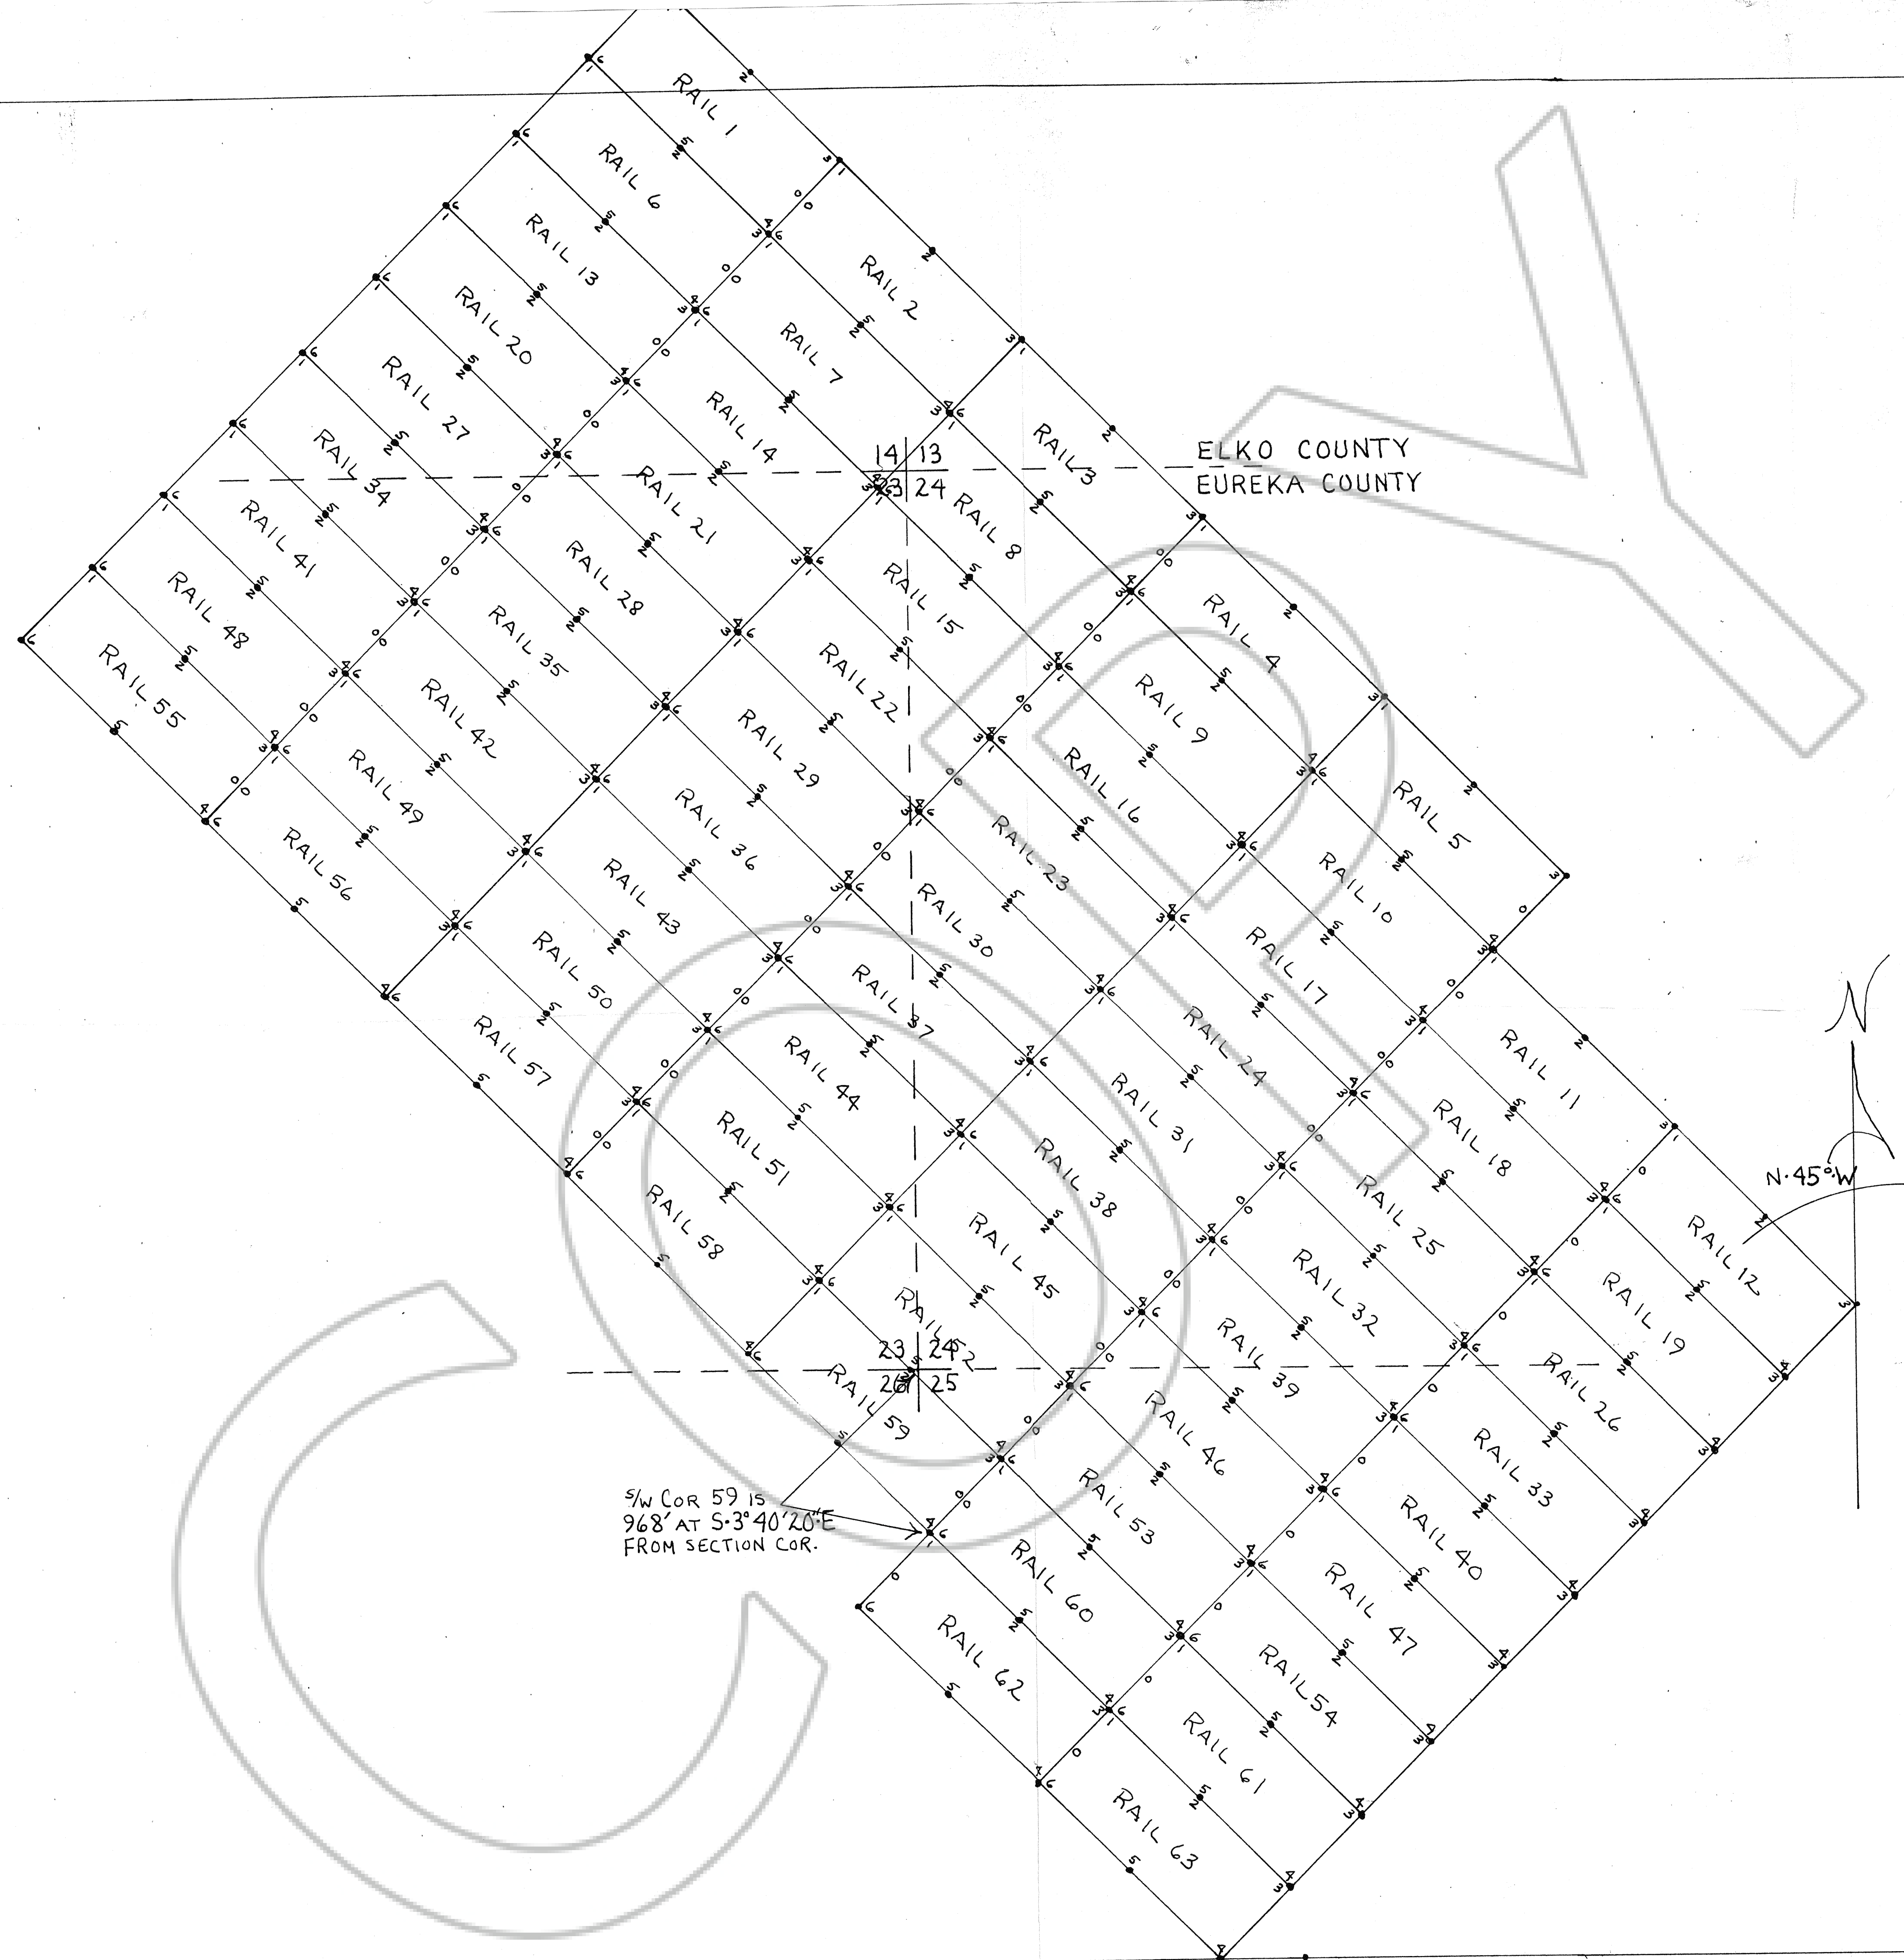 RAIL 1
RAIL 6
RAIL 13
RAIL 2
RAIL 20
RAIL 7
RAIL 27
RAIL 14
RAIL 3
14 13
23 24
ELKO COUNTY
EUREKA COUNTY
RAIL 34
RAIL 21
RAIL 8
RAIL 41
RAIL 28
RAIL 15
RAIL 4
RAIL 48
RAIL 35
RAIL 22
RAIL 9
RAIL 55
RAIL 42
RAIL 29
RAIL 16
RAIL 5
RAIL 49
RAIL 36
RAIL 23
RAIL 10
RAIL 56
RAIL 43
RAIL 30
RAIL 17
RAIL 50
RAIL 37
RAIL 24
RAIL 11
N
RAIL 57
RAIL 44
RAIL 31
RAIL 18
N.45°.W
RAIL 51
RAIL 38
RAIL 25
RAIL 12
RAIL 58
RAIL 45
RAIL 32
RAIL 19
RAIL 52
23 24
26 25
RAIL 59
RAIL 39
RAIL 26
RAIL 46
RAIL 33
S/W COR 59 IS
968' AT S.3°40'20".E
FROM SECTION COR.
RAIL 53
RAIL 40
RAIL 60
RAIL 47
RAIL 62
RAIL 54
RAIL 61
RAIL 63
COPY